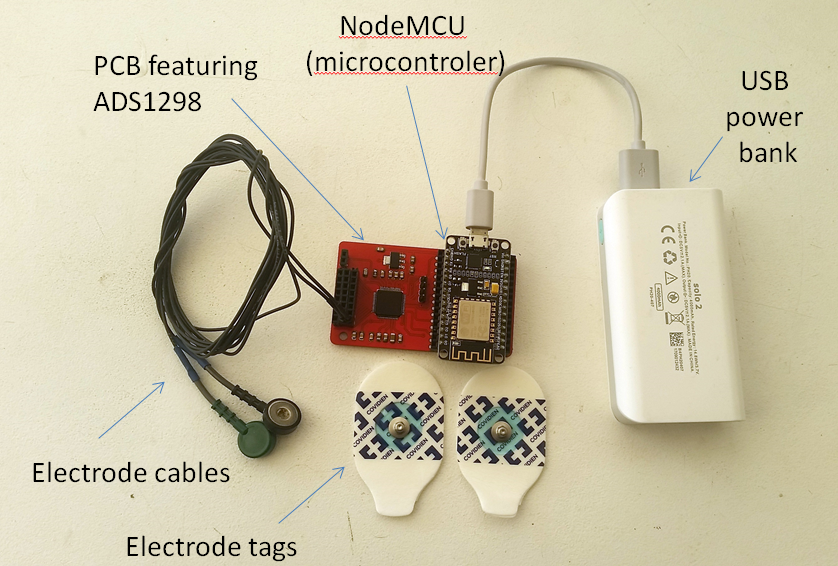 NodeMCU
(microcontroler)
PCB featuring
ADS1298
USB
power
bank
solo 2
COVIDIEN
COVIDIEN
Electrode cables
Electrode tags